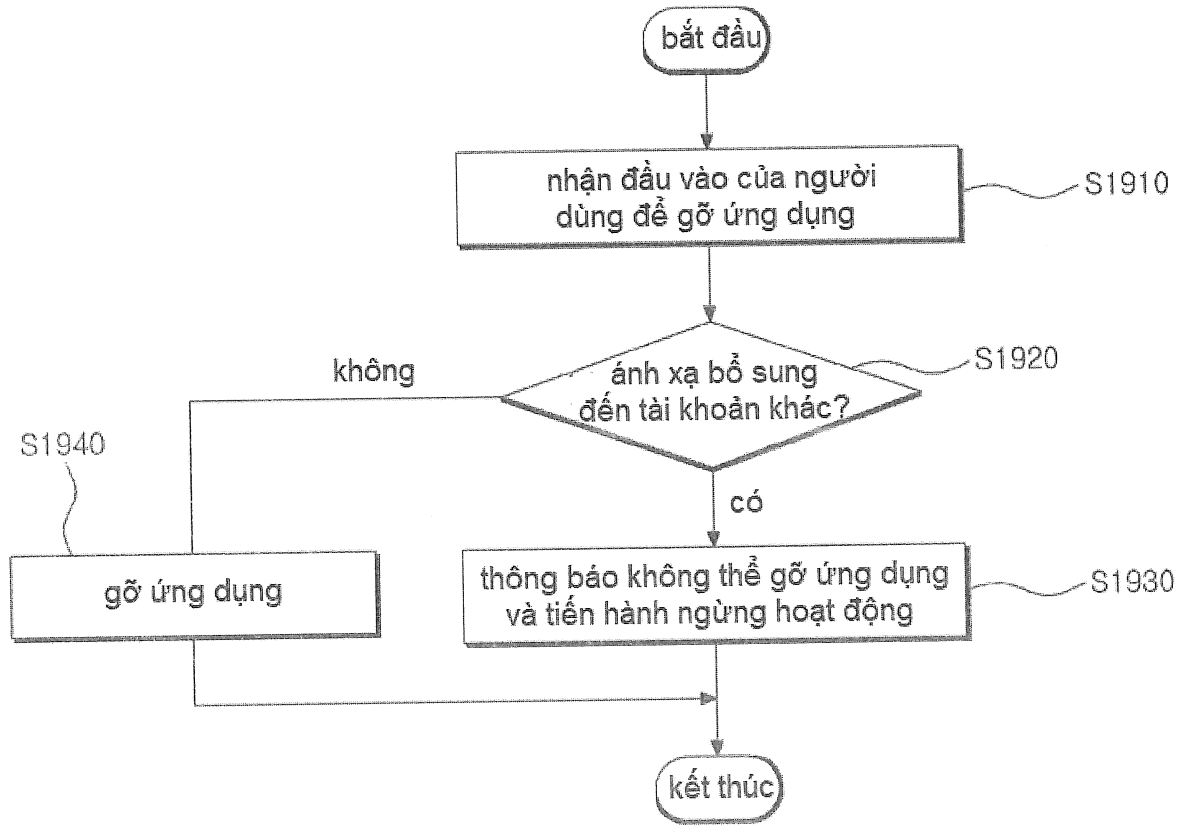 bắt đầu
nhận đầu vào của người
dùng để gỡ ứng dụng
S1910
ánh xạ bổ sung
đến tài khoản khác?
S1920
không
có
S1940
gỡ ứng dụng
thông báo không thể gỡ ứng dụng
và tiến hành ngừng hoạt động
S1930
kết thúc